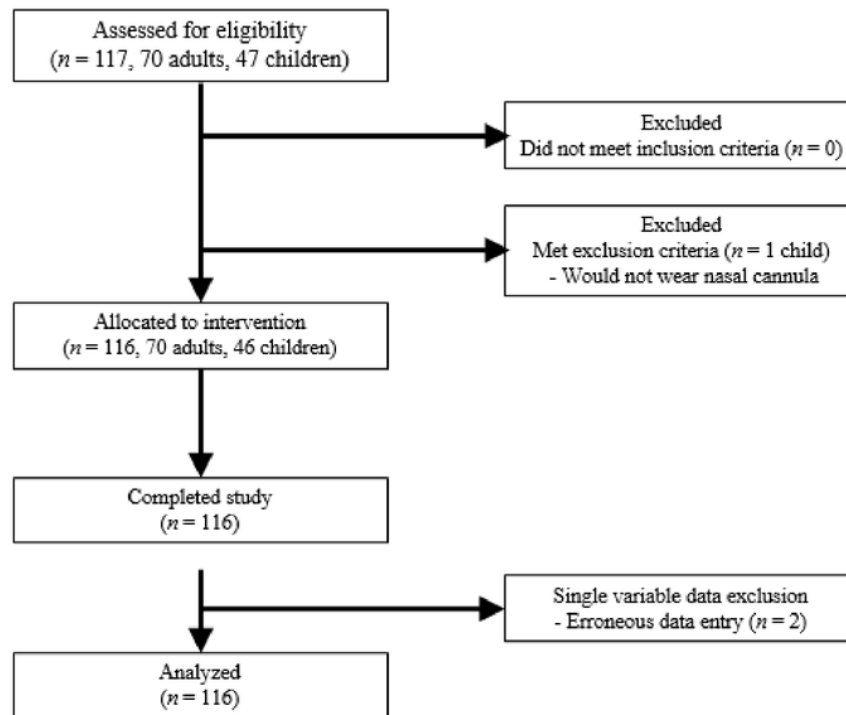 Assessed for eligibility
(n = 117, 70 adults, 47 children)
Excluded
Did not meet inclusion criteria (n = 0)
Excluded
Met exclusion criteria (n = 1 child)
- Would not wear nasal cannula
Allocated to intervention
(n = 116, 70 adults, 46 children)
Completed study
(n = 116)
Single variable data exclusion
- Erroneous data entry (n = 2)
Analyzed
(n = 116)